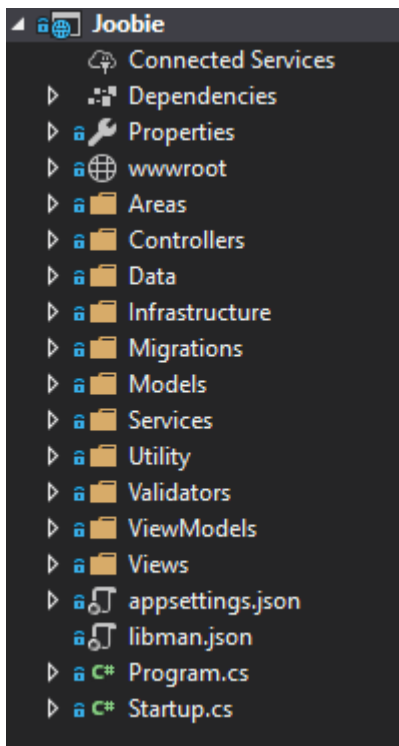 Joobie
Connected Services
Dependencies
Properties
wwwroot
Areas
Controllers
Data
Infrastructure
Migrations
Models
Services
Utility
Validators
ViewModels
Views
appsettings.json
libman.json
C# Program.cs
C# Startup.cs